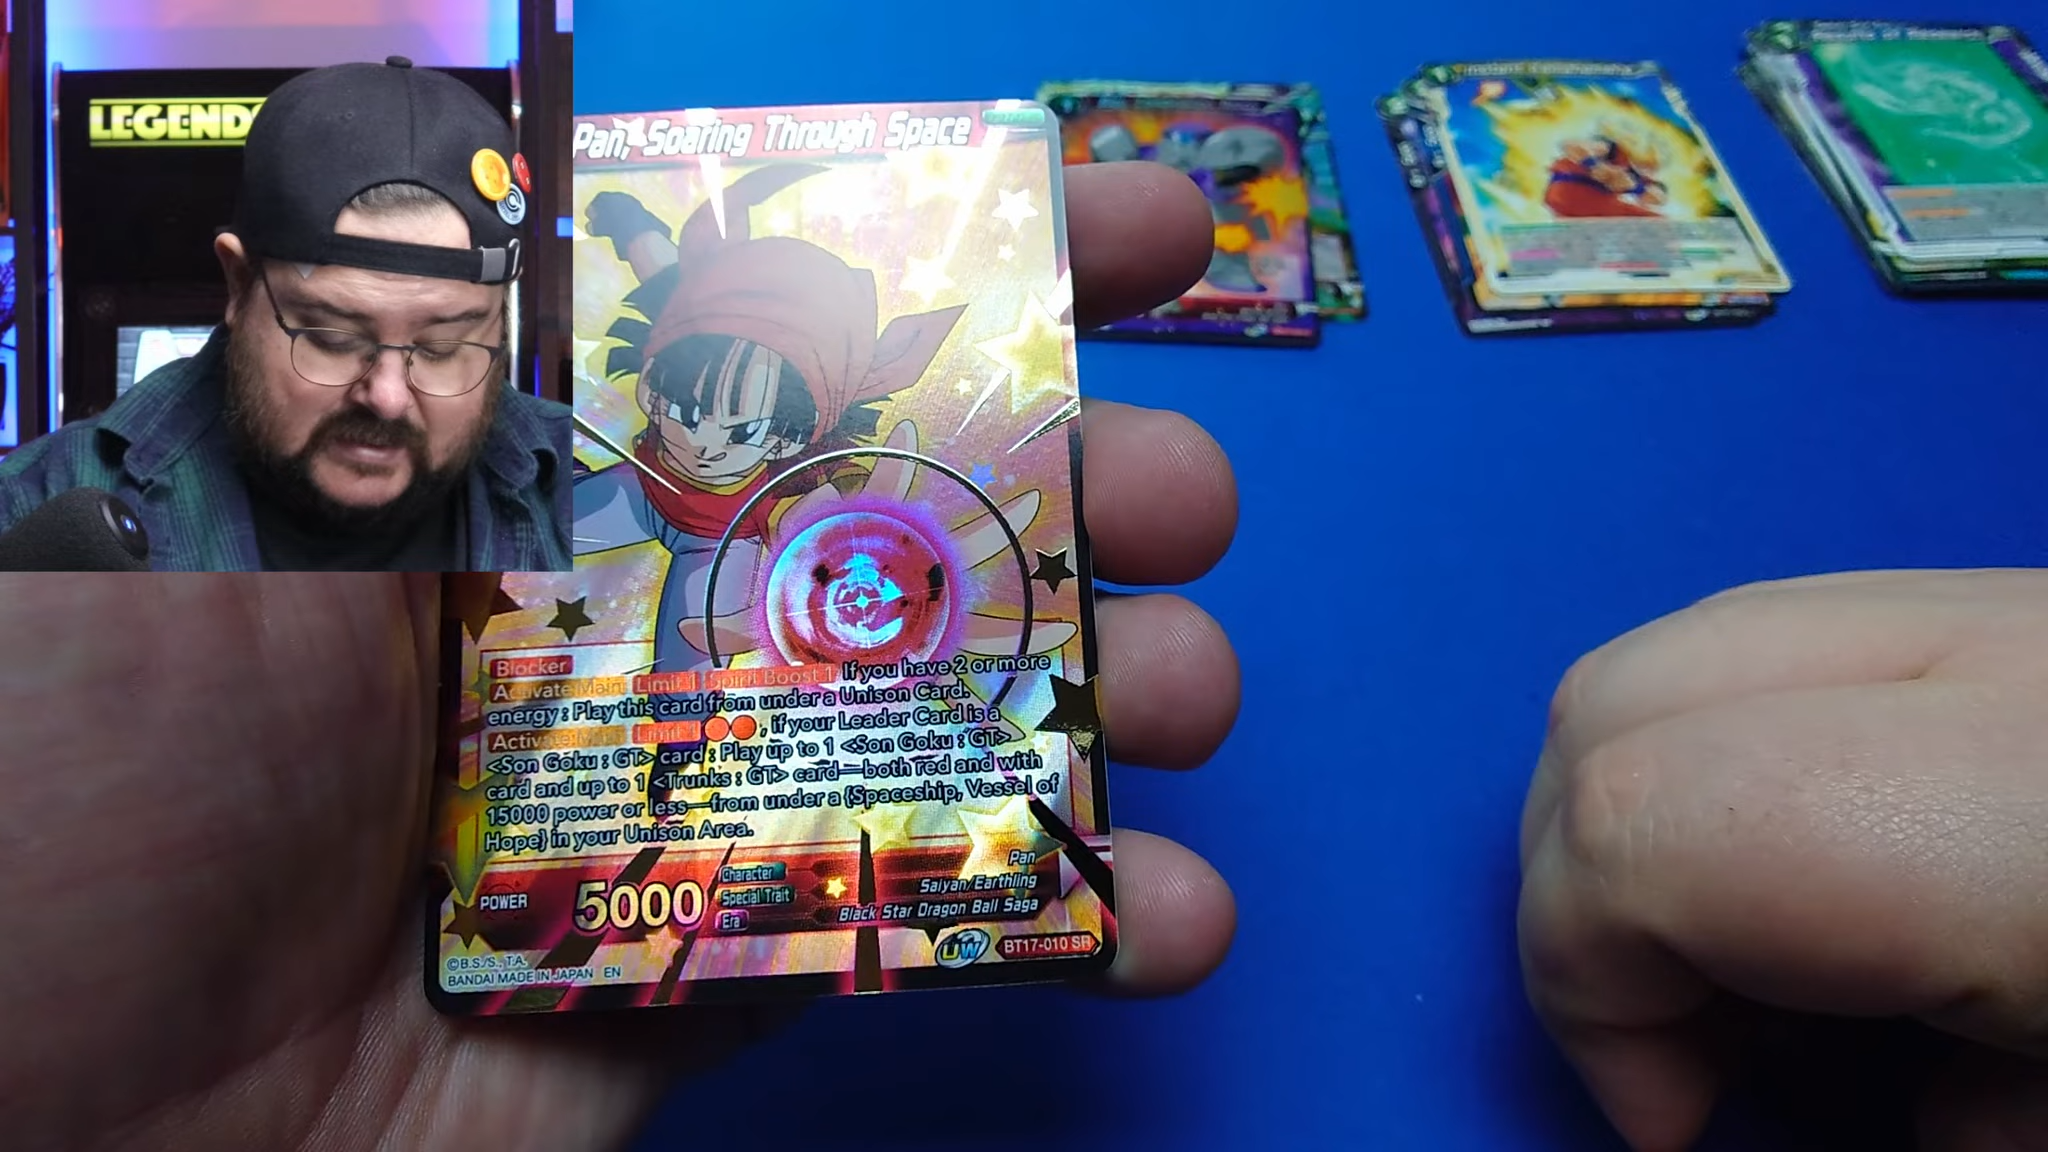 LEGENDS
Pan, Soaring Through Space
Blocker
Activate Main Limit 1 Spirit Boost 1 If you have 2 or more
energy : Play this card from under a Unison Card.
Activate Main Limit 1 , if your Leader Card is a
<Son Goku : GT> card : Play up to 1 <Son Goku : GT>
card and up to 1 <Trunks : GT> card—both red and with
15000 power or less—from under a {Spaceship, Vessel of
Hope} in your Unison Area.
POWER 5000
Character Pan
Special Trait Saiyan/Earthling
Era Black Star Dragon Ball Saga
©B.S./S., T.A.
BANDAI MADE IN JAPAN EN
UW BT17-010 SR